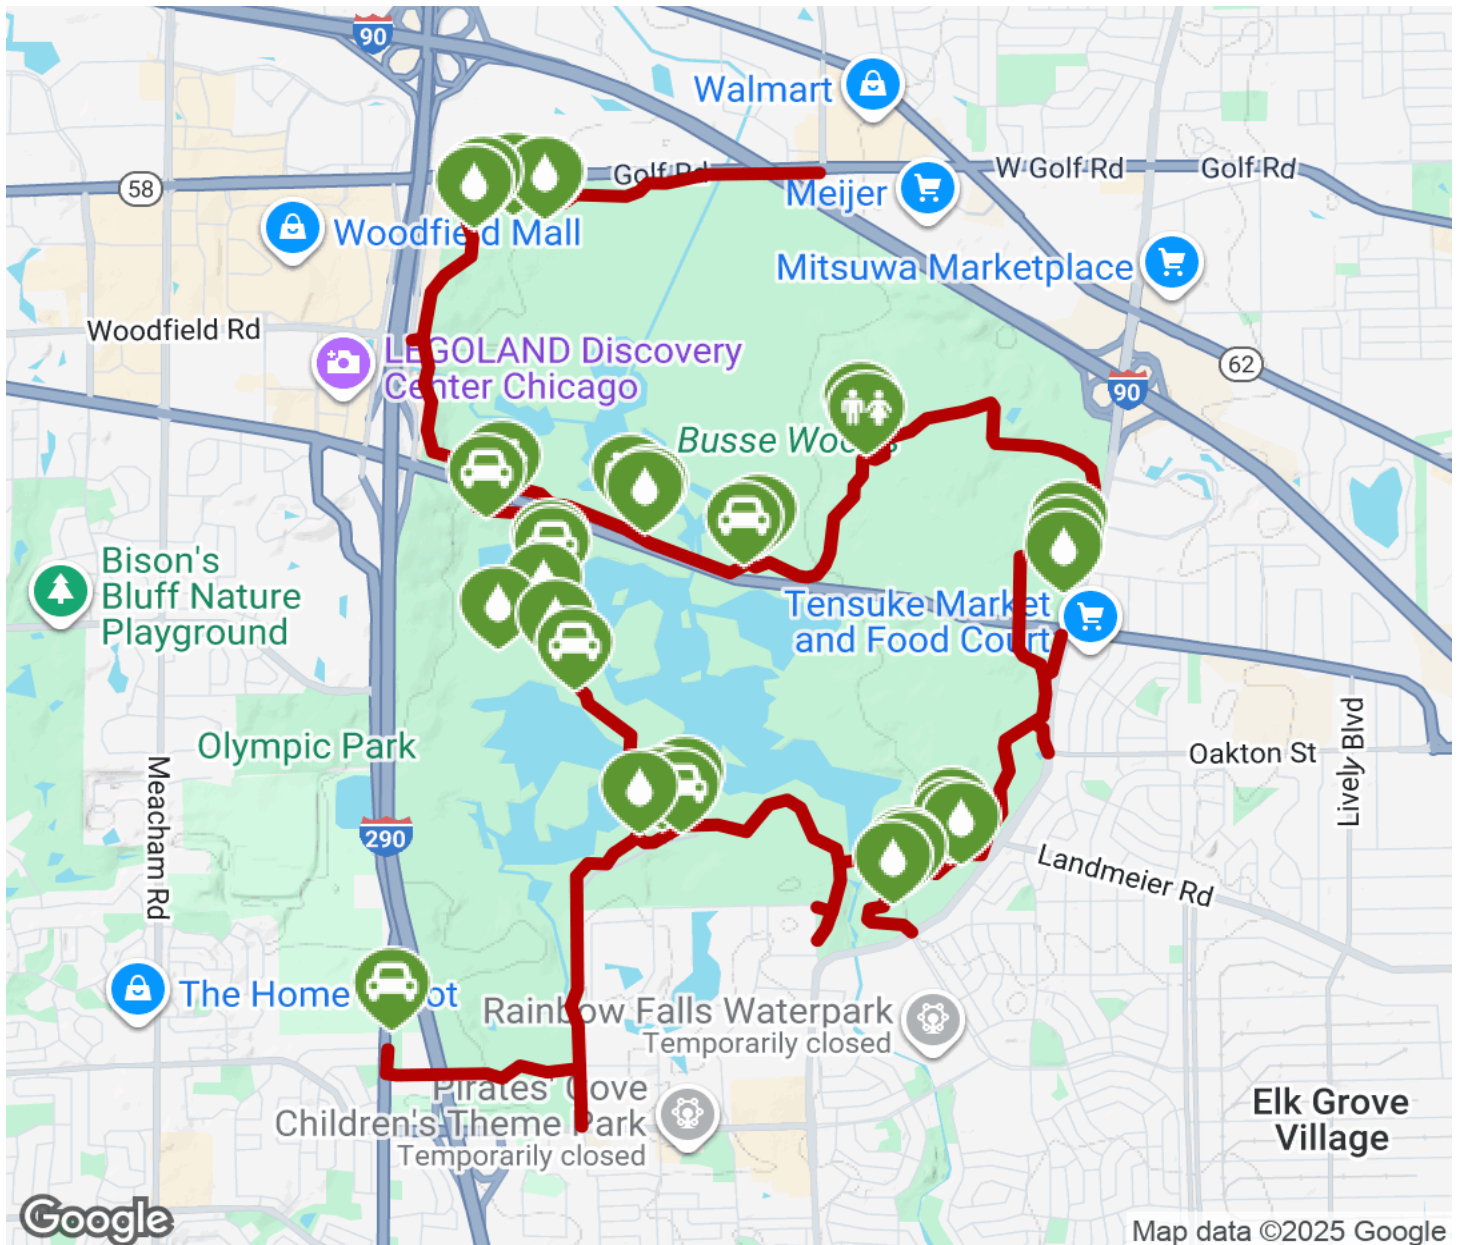 90
Walmart
58
Golf Rd
W Golf Rd
Golf Rd
Meijer
Woodfield Mall
Mitsuwa Marketplace
Woodfield Rd
LEGOLAND Discovery
Center Chicago
62
90
Busse Woods
Bison's
Bluff Nature
Playground
Tensuke Market
and Food Court
Olympic Park
Oakton St
Lively Blvd
Meacham Rd
290
Landmeier Rd
The Home
Rainbow Falls Waterpark
Temporarily closed
Pirates' Cove
Children's Theme Park
Temporarily closed
Elk Grove
Village
Google
Map data ©2025 Google